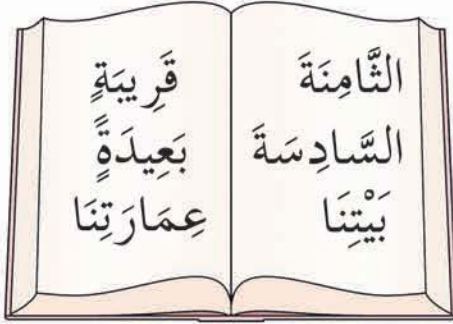 الثَّامِنَةَ
السَّادِسَةَ
بَيْتِنَا
قَرِيبَةٍ
بَعِيدَةً
عِمَارَتِنَا